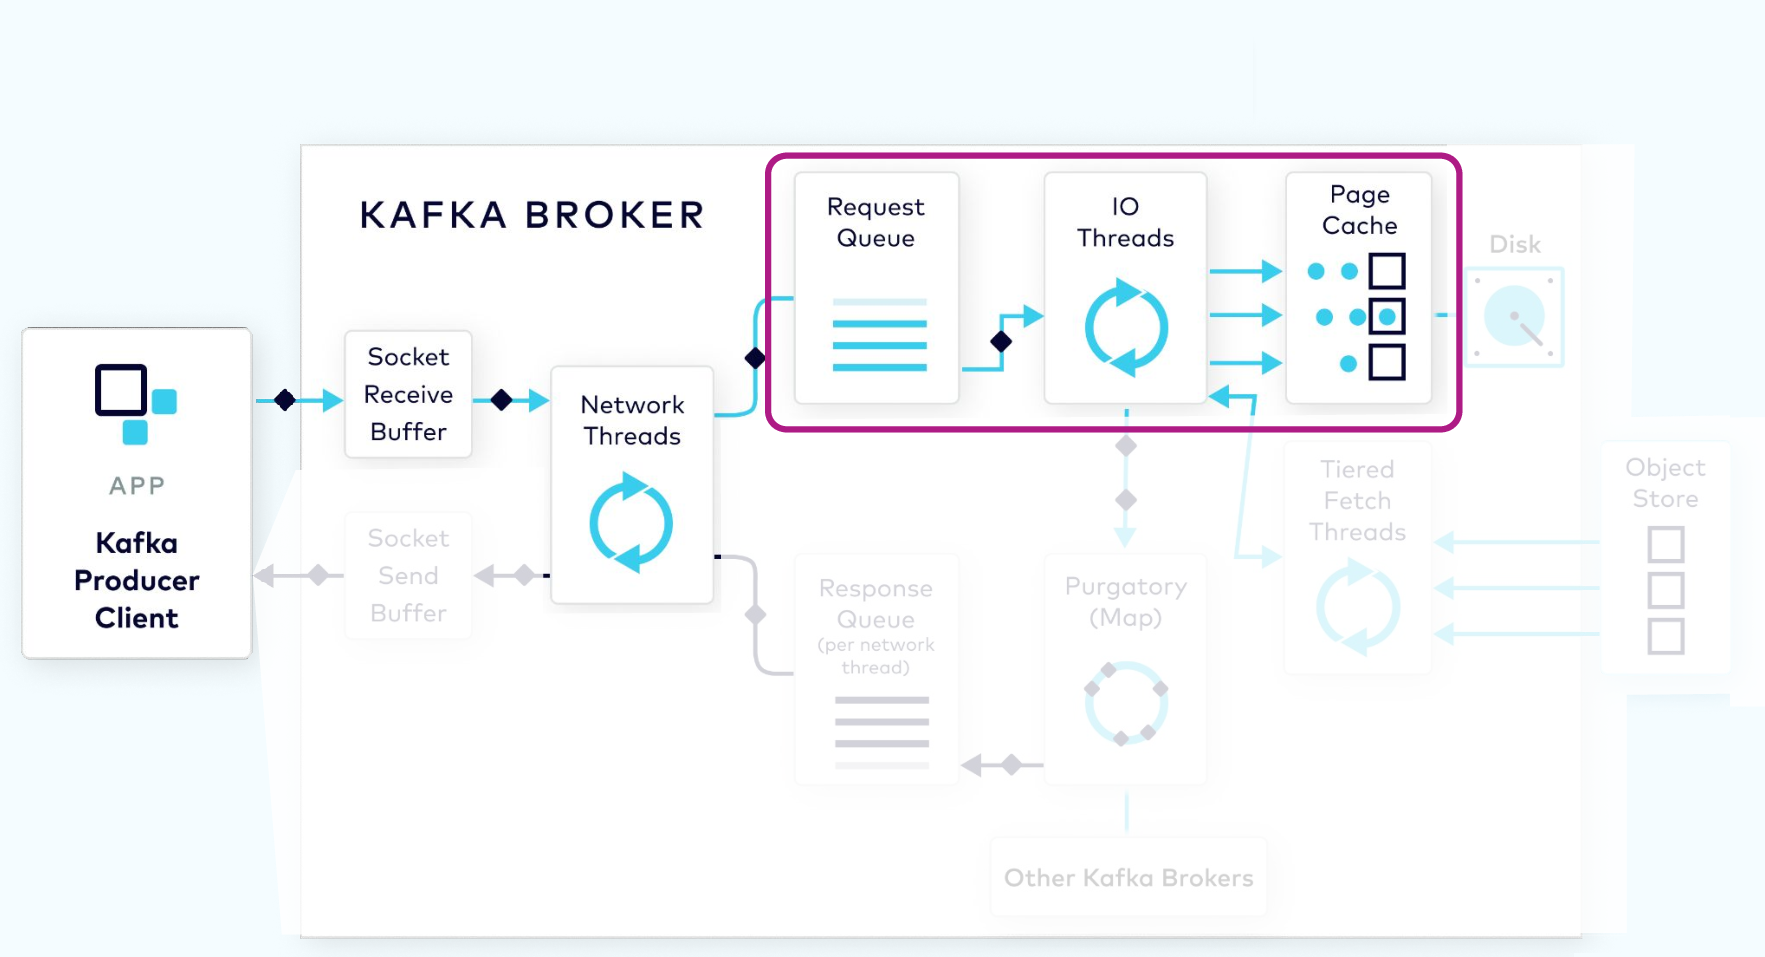 KAFKA BROKER
Request
Queue
IO
Threads
Page
Cache
Disk
APP
Kafka
Producer
Client
Socket
Receive
Buffer
Network
Threads
Socket
Send
Buffer
Response
Queue
(per network
thread)
Purgatory
(Map)
Tiered
Fetch
Threads
Object
Store
Other Kafka Brokers